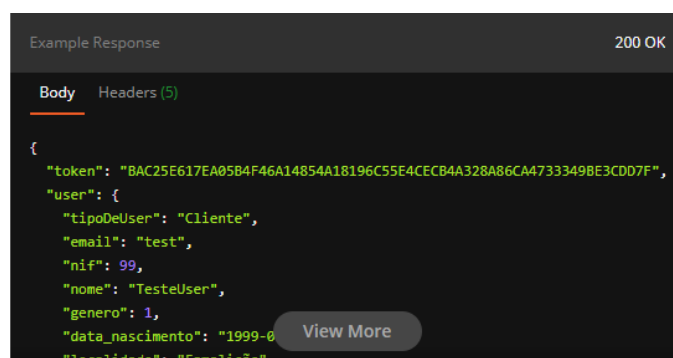 Example Response 200 OK
Body Headers (5)
{
"token": "BAC25E617EA05B4F46A14854A18196C55E4CECB4A328A86CA4733349BE3CDD7F",
"user": {
"tipoDeUser": "Cliente",
"email": "test",
"nif": 99,
"nome": "TesteUser",
"genero": 1,
"data_nascimento": "1999-0
View More